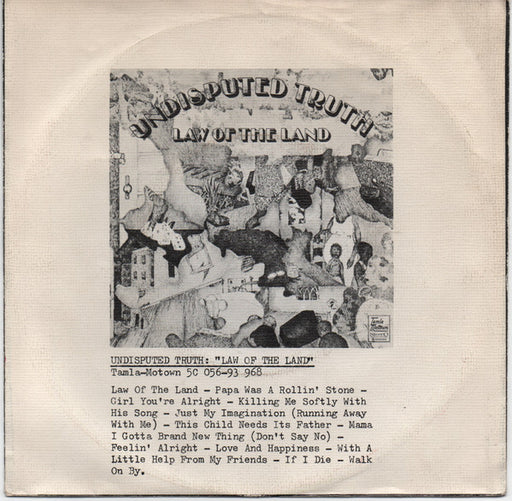 UNDISPUTED TRUTH
LAW OF THE LAND
UNDISPUTED TRUTH: "LAW OF THE LAND"
Tamla-Motown 5C 056-93 968
Law Of The Land - Papa Was A Rollin' Stone -
Girl You're Alright - Killing Me Softly With
His Song - Just My Imagination (Running Away
With Me) - This Child Needs Its Father - Mama
I Gotta Brand New Thing (Don't Say No) -
Feelin' Alright - Love And Happiness - With A
Little Help From My Friends - If I Die - Walk
On By.